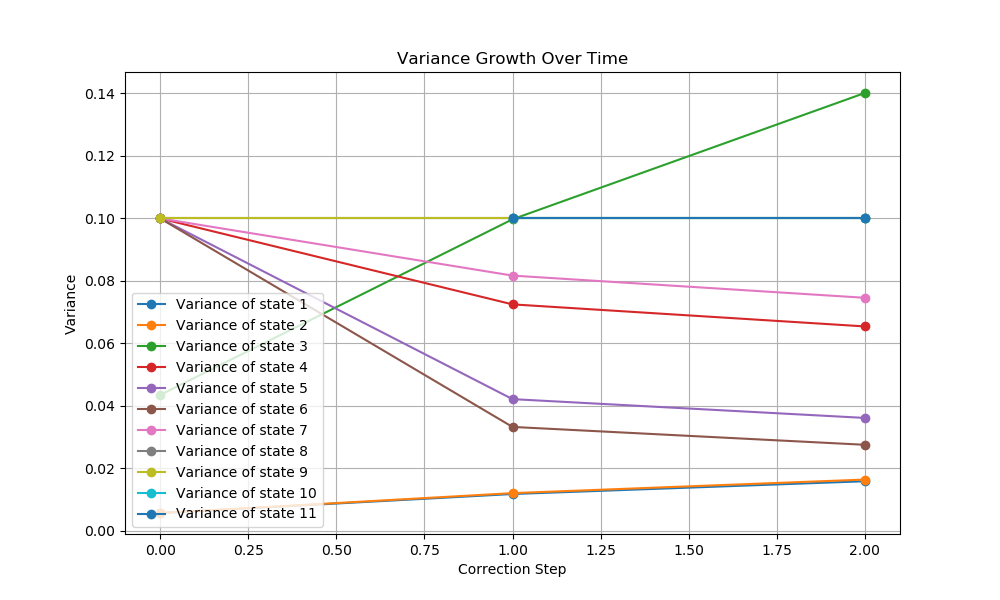 Variance Growth Over Time
Variance
0.14
0.12
0.10
0.08
0.06
0.04
0.02
0.00
Variance of state 1
Variance of state 2
Variance of state 3
Variance of state 4
Variance of state 5
Variance of state 6
Variance of state 7
Variance of state 8
Variance of state 9
Variance of state 10
Variance of state 11
0.00 0.25 0.50 0.75 1.00 1.25 1.50 1.75 2.00
Correction Step